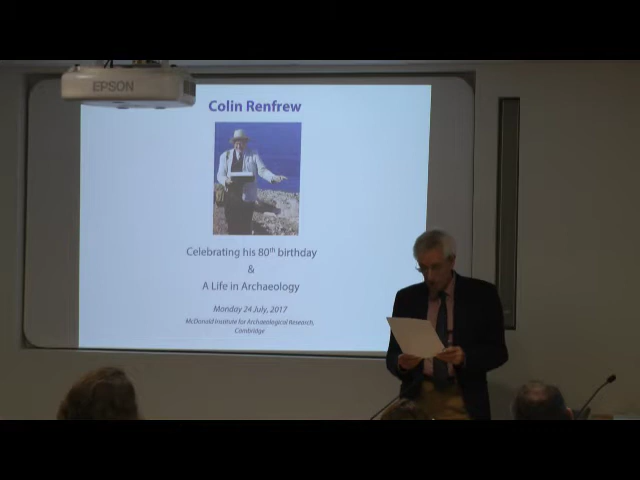 EPSON
Colin Renfrew
Celebrating his 80th birthday
&
A Life in Archaeology
Monday 24 July, 2017
McDonald Institute for Archaeological Research,
Cambridge